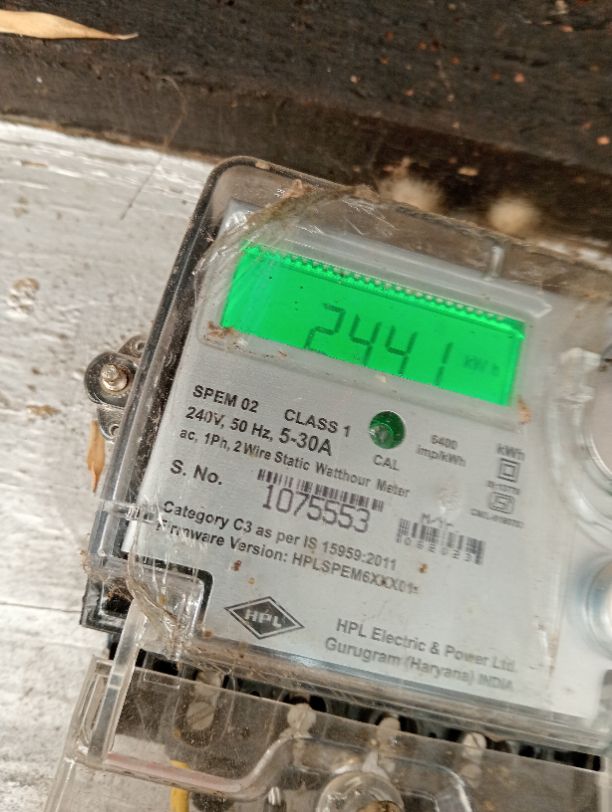 2441 kWh
SPEM 02 CLASS 1
240V, 50 Hz, 5-30A
ac, 1Ph, 2 Wire Static Watthour Meter
CAL
6400
imp/kWh
kWh
S. No.
1075553
Category C3 as per IS 15959:2011
Firmware Version: HPLSPEM6XXX01
HPL
HPL Electric & Power Ltd.
Gurugram (Haryana) INDIA